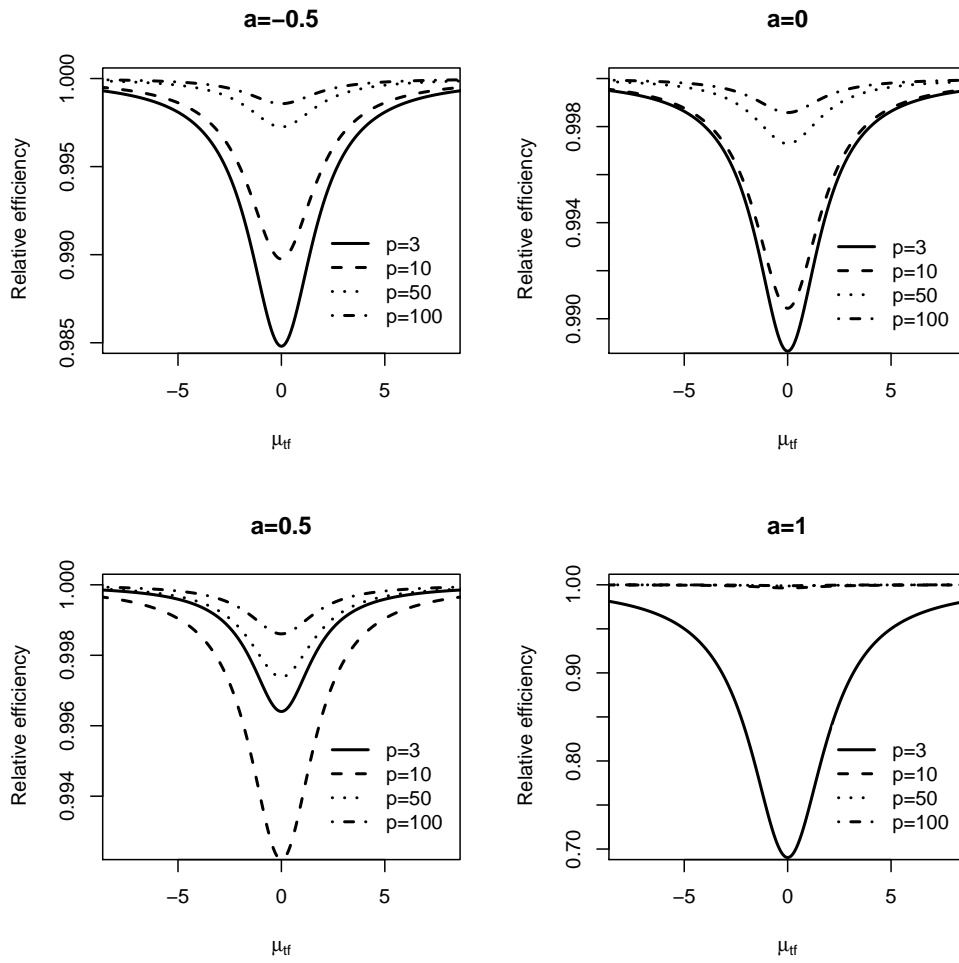 a=−0.5
1.000
0.995
0.990
0.985
Relative efficiency
p=3
p=10
p=50
p=100
−5 0 5
μtf
a=0
0.998
0.994
0.990
Relative efficiency
p=3
p=10
p=50
p=100
−5 0 5
μtf
a=0.5
1.000
0.998
0.996
0.994
Relative efficiency
p=3
p=10
p=50
p=100
−5 0 5
μtf
a=1
1.00
0.90
0.80
0.70
Relative efficiency
p=3
p=10
p=50
p=100
−5 0 5
μtf